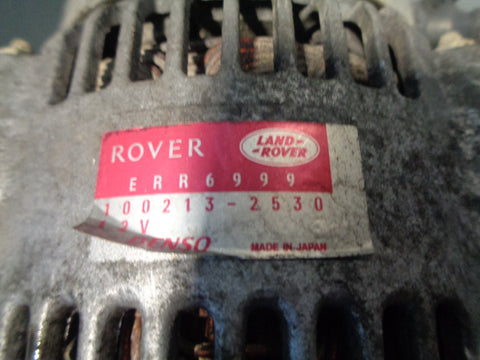 ROVER
LAND-
-ROVER
ERR6999
100213-2530
12V
DENSO
MADE IN JAPAN